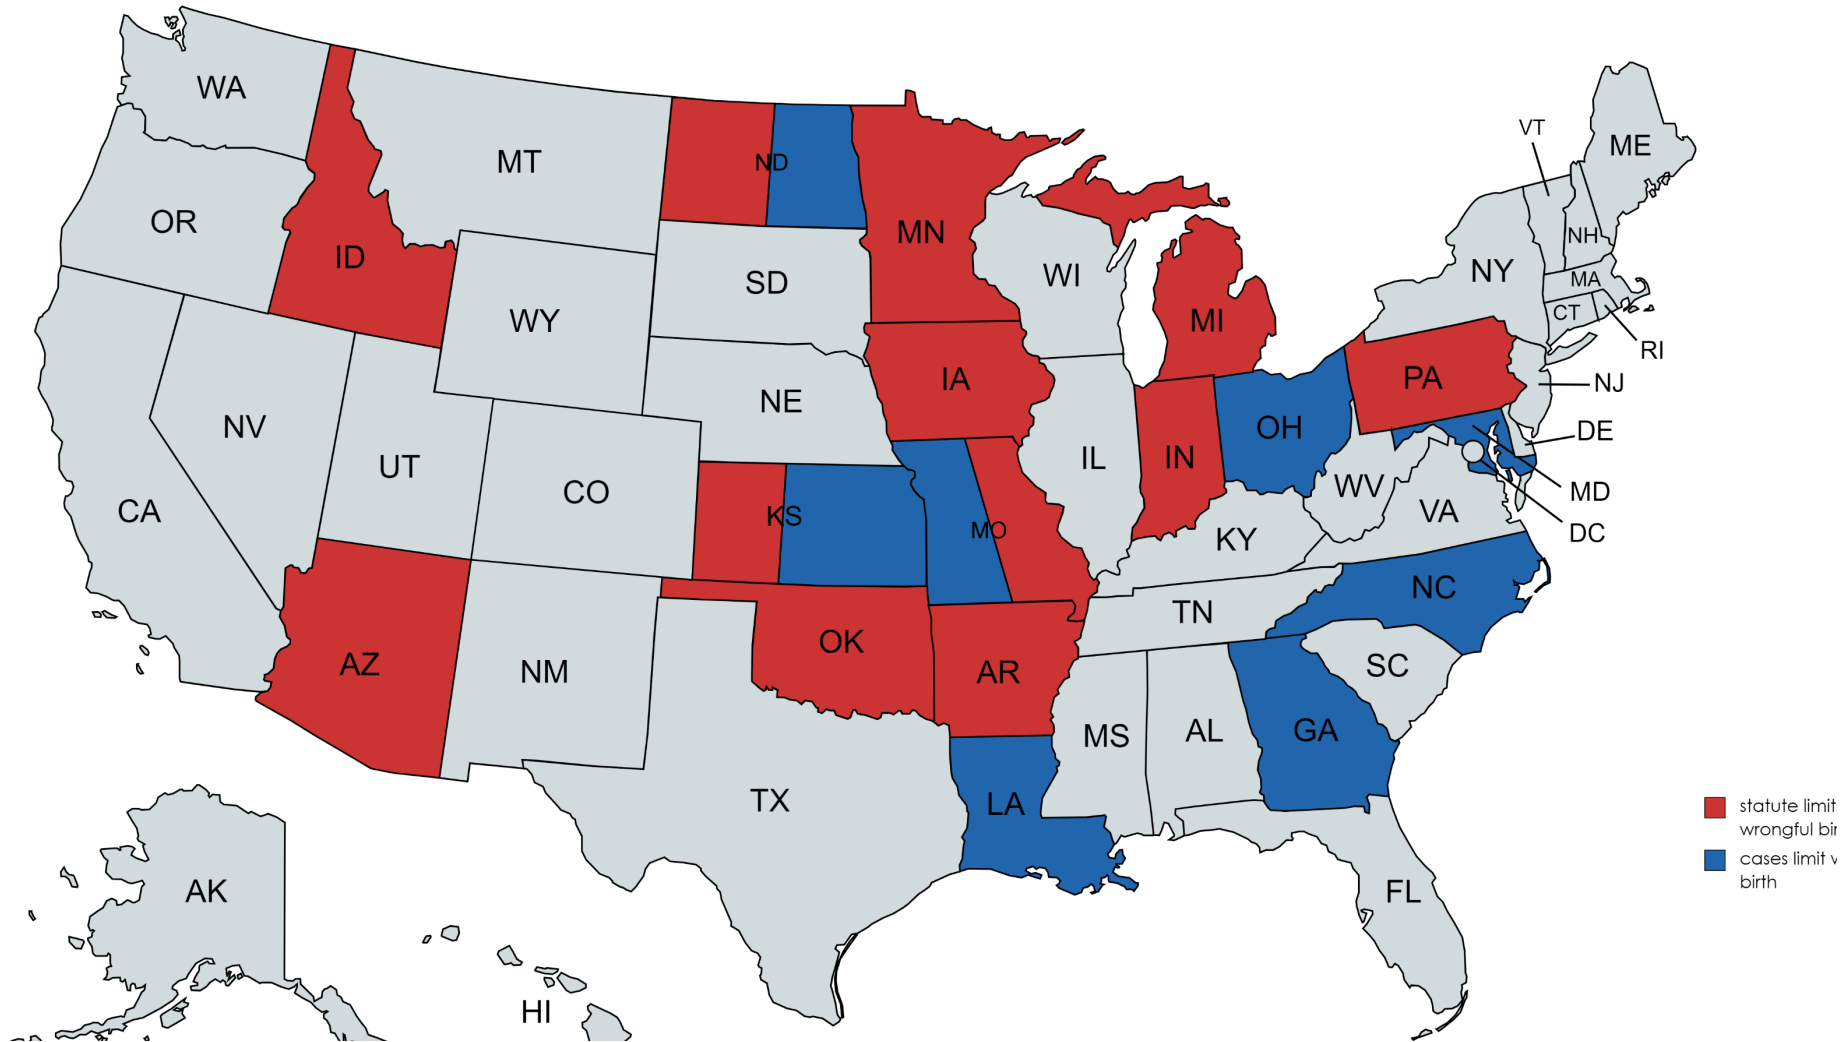 WA
MT
ND
MN
ME
VT
OR
ID
SD
WI
NY
NH
MA
CT
RI
WY
MI
IA
PA
NJ
NE
NV
UT
CO
IL
IN
OH
DE
MD
DC
WV
VA
CA
KS
MO
KY
NC
TN
AZ
NM
OK
AR
SC
MS
AL
GA
TX
LA
AK
FL
HI
statute limit
wrongful bir
cases limit w
birth